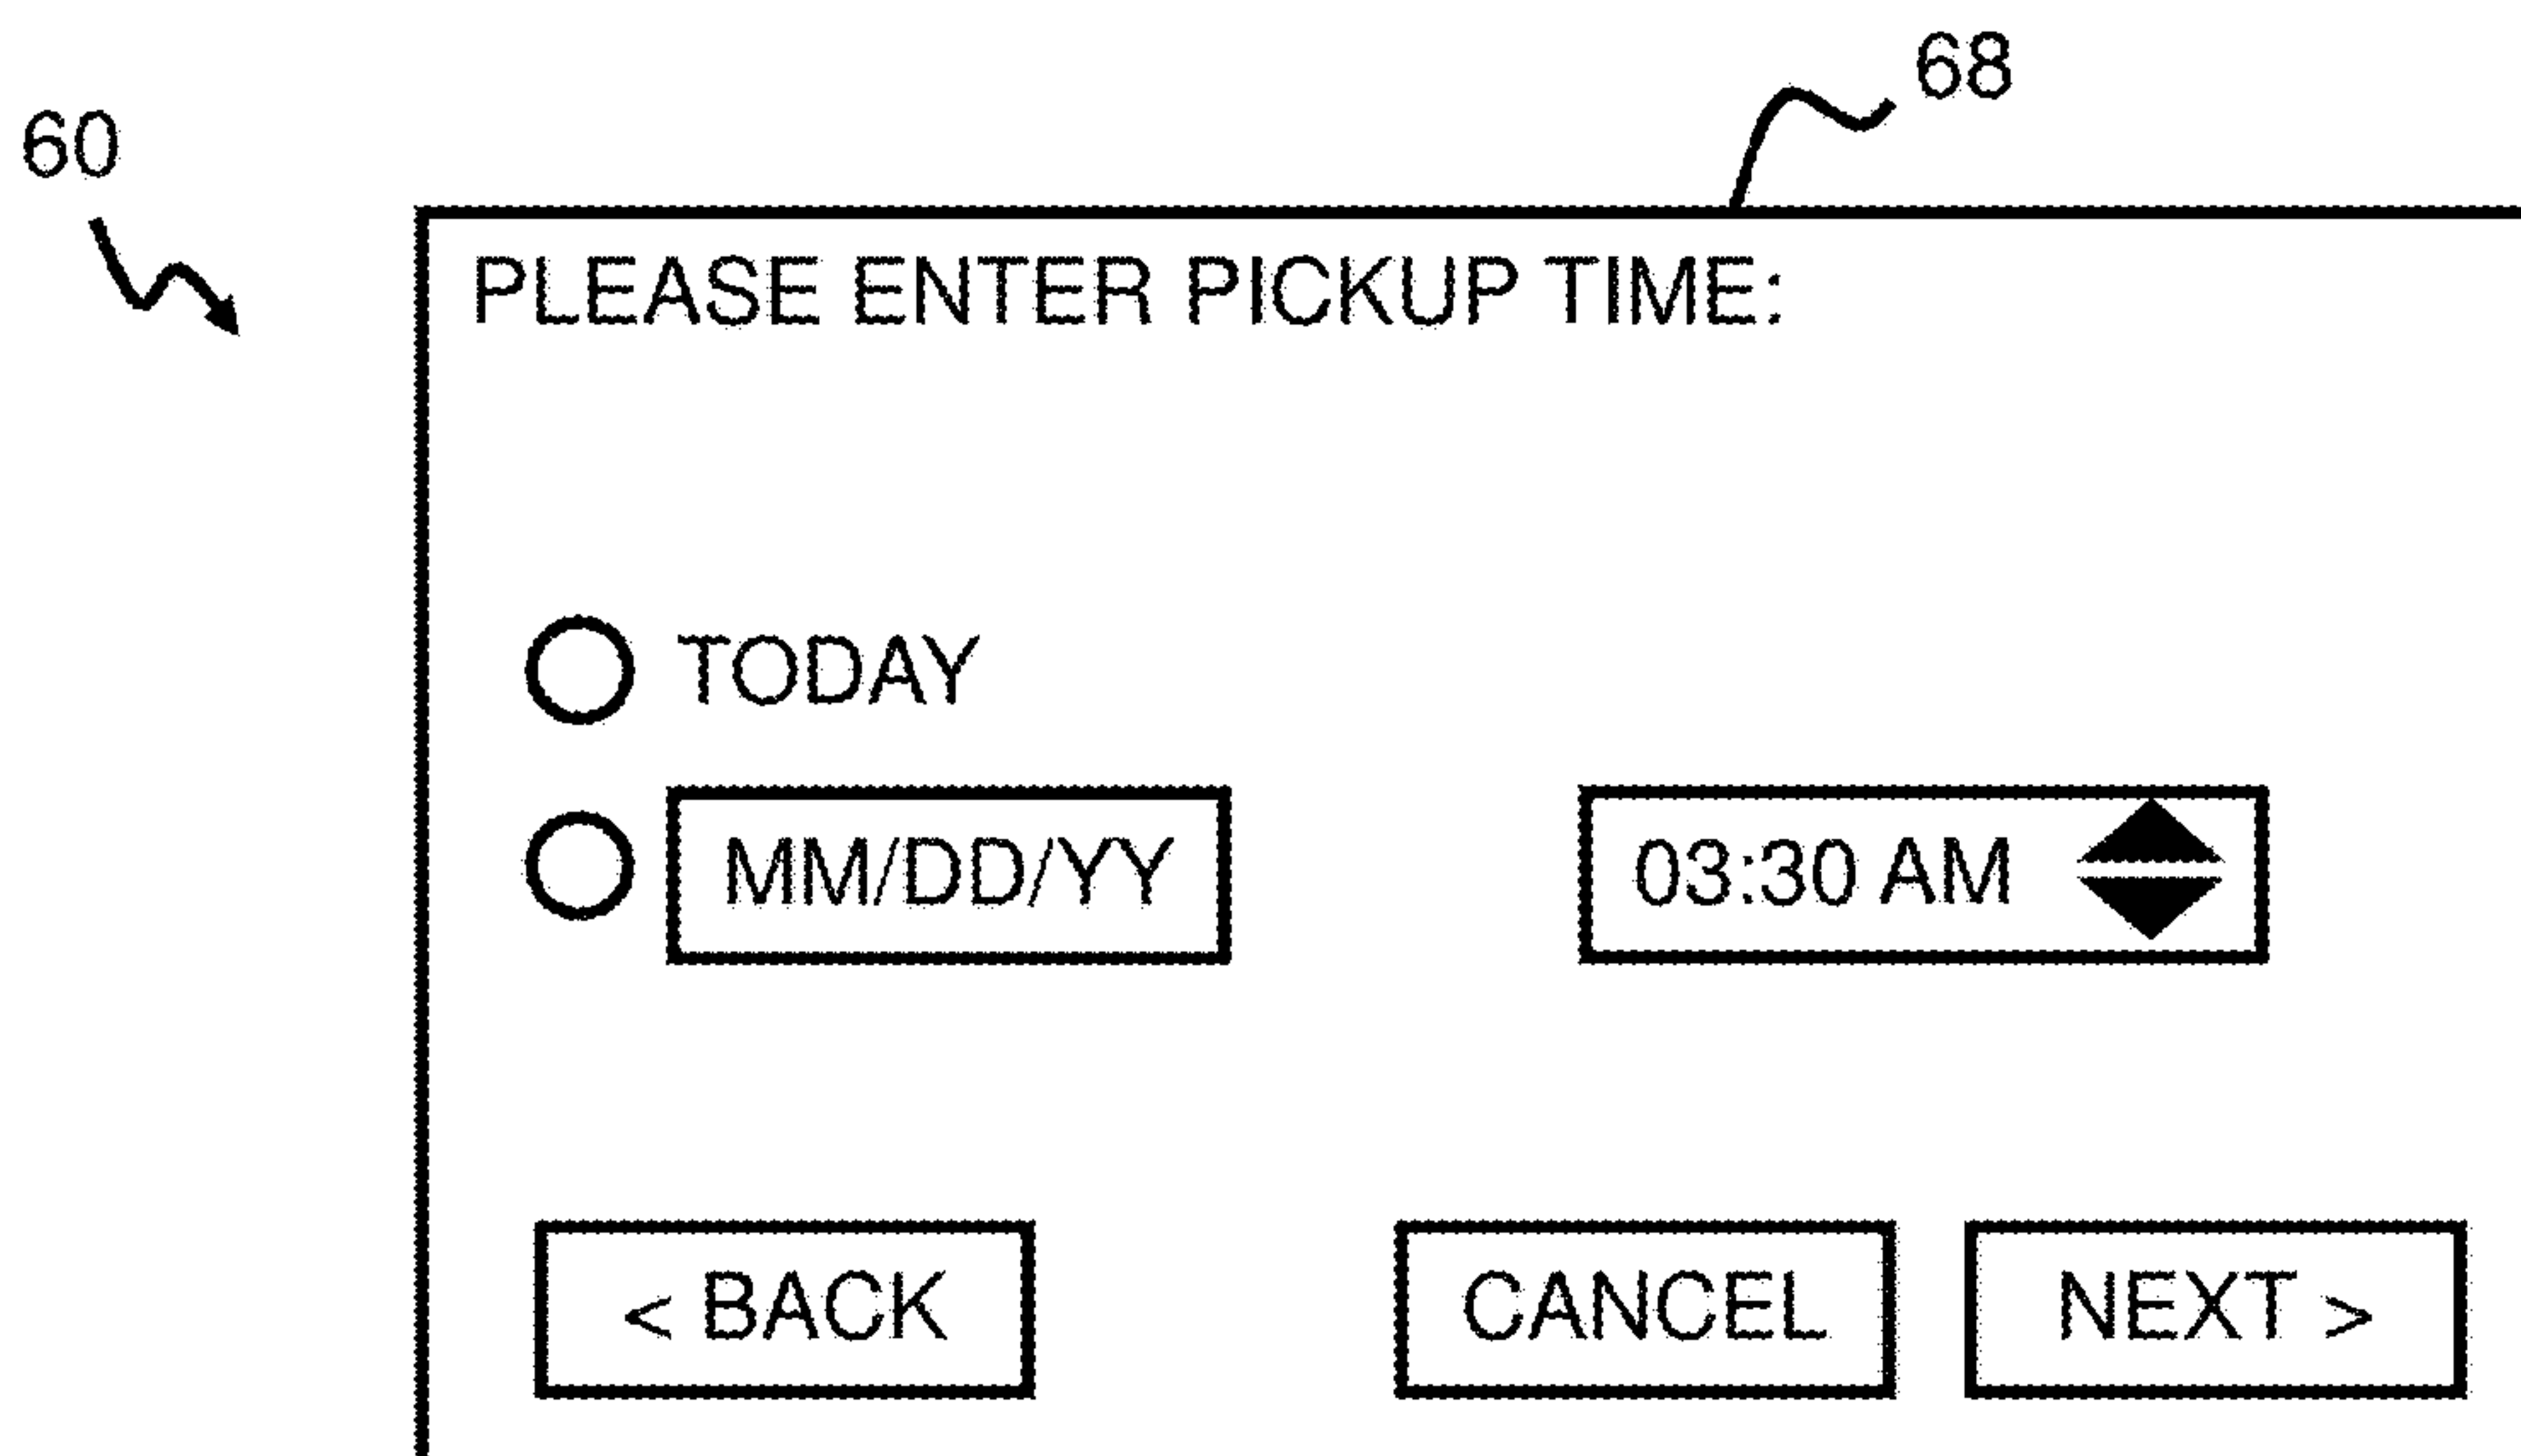 68
60
PLEASE ENTER PICKUP TIME:
TODAY
MM/DD/YY 03:30 AM
< BACK CANCEL NEXT >